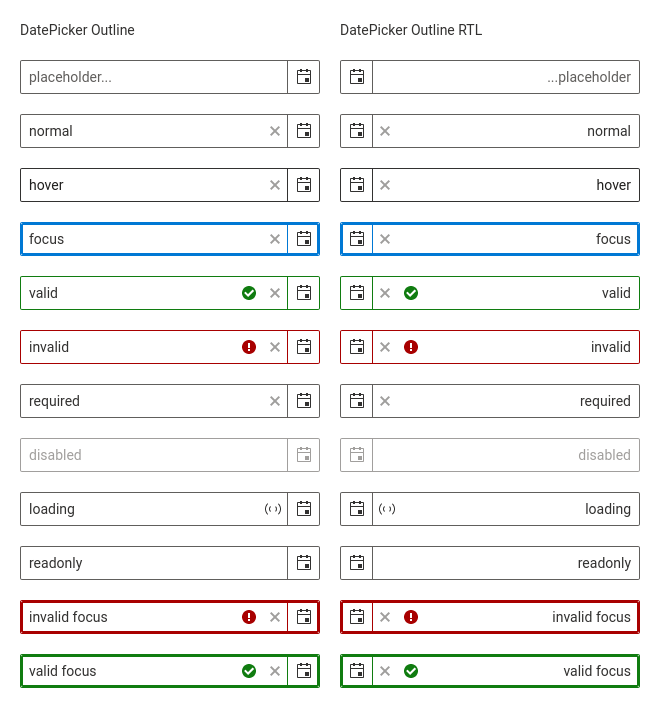 DatePicker Outline
DatePicker Outline RTL
placeholder...
...placeholder
normal
normal
hover
hover
focus
focus
valid
valid
invalid
invalid
required
required
disabled
disabled
loading
loading
readonly
readonly
invalid focus
invalid focus
valid focus
valid focus